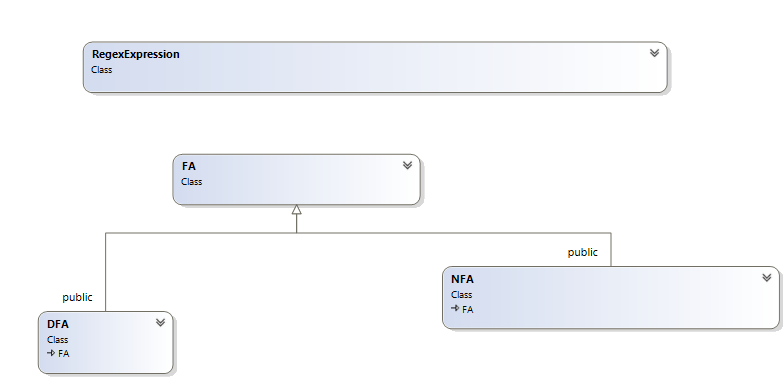 RegexExpression
Class
FA
Class
public
public
NFA
Class
FA
DFA
Class
FA